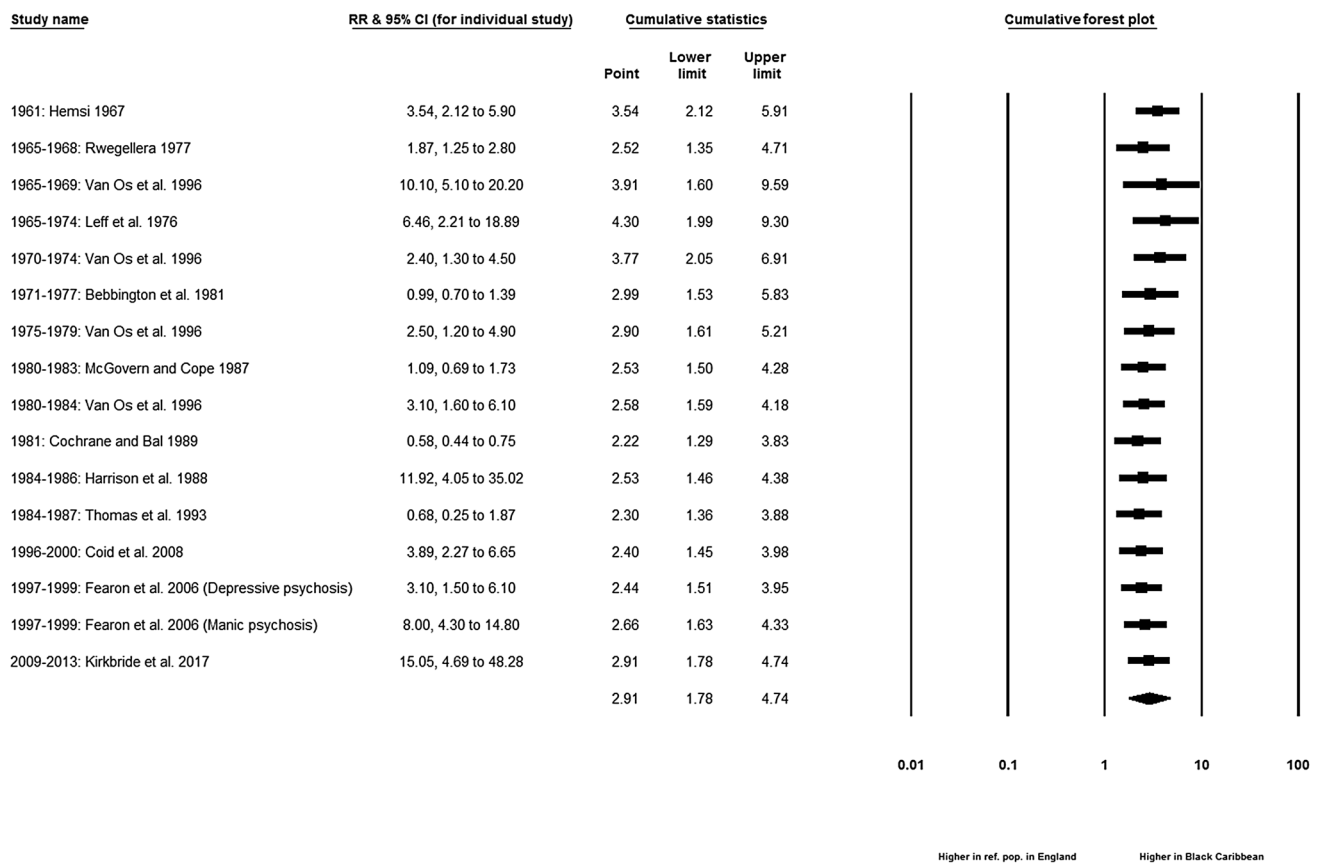 Study name RR & 95% CI (for individual study) Cumulative statistics Cumulative forest plot
Lower Upper
Point limit limit
1961: Hemsi 1967 3.54, 2.12 to 5.90 3.54 2.12 5.91
1965-1968: Rwegellera 1977 1.87, 1.25 to 2.80 2.52 1.35 4.71
1965-1969: Van Os et al. 1996 10.10, 5.10 to 20.20 3.91 1.60 9.59
1965-1974: Leff et al. 1976 6.46, 2.21 to 18.89 4.30 1.99 9.30
1970-1974: Van Os et al. 1996 2.40, 1.30 to 4.50 3.77 2.05 6.91
1971-1977: Bebbington et al. 1981 0.99, 0.70 to 1.39 2.99 1.53 5.83
1975-1979: Van Os et al. 1996 2.50, 1.20 to 4.90 2.90 1.61 5.21
1980-1983: McGovern and Cope 1987 1.09, 0.69 to 1.73 2.53 1.50 4.28
1980-1984: Van Os et al. 1996 3.10, 1.60 to 6.10 2.58 1.59 4.18
1981: Cochrane and Bal 1989 0.58, 0.44 to 0.75 2.22 1.29 3.83
1984-1986: Harrison et al. 1988 11.92, 4.05 to 35.02 2.53 1.46 4.38
1984-1987: Thomas et al. 1993 0.68, 0.25 to 1.87 2.30 1.36 3.88
1996-2000: Coid et al. 2008 3.89, 2.27 to 6.65 2.40 1.45 3.98
1997-1999: Fearon et al. 2006 (Depressive psychosis) 3.10, 1.50 to 6.10 2.44 1.51 3.95
1997-1999: Fearon et al. 2006 (Manic psychosis) 8.00, 4.30 to 14.80 2.66 1.63 4.33
2009-2013: Kirkbride et al. 2017 15.05, 4.69 to 48.28 2.91 1.78 4.74
2.91 1.78 4.74
0.01 0.1 1 10 100
Higher in ref. pop. in England Higher in Black Caribbean